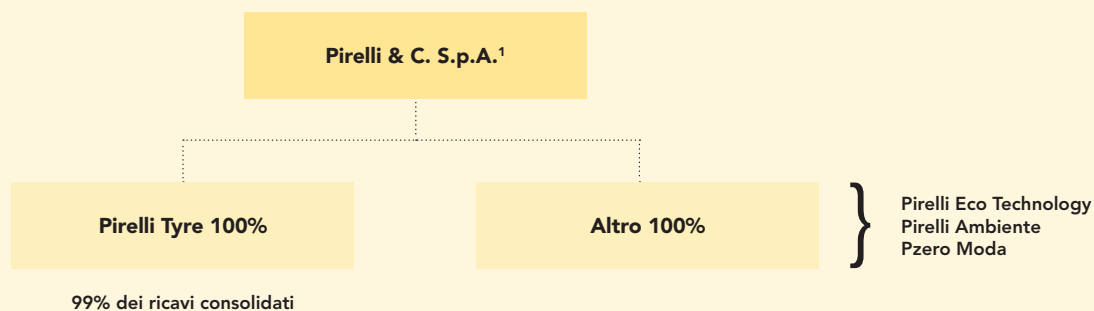 Pirelli & C. S.p.A.¹
Pirelli Tyre 100%
Altro 100%
Pirelli Eco Technology
Pirelli Ambiente
Pzero Moda
99% dei ricavi consolidati